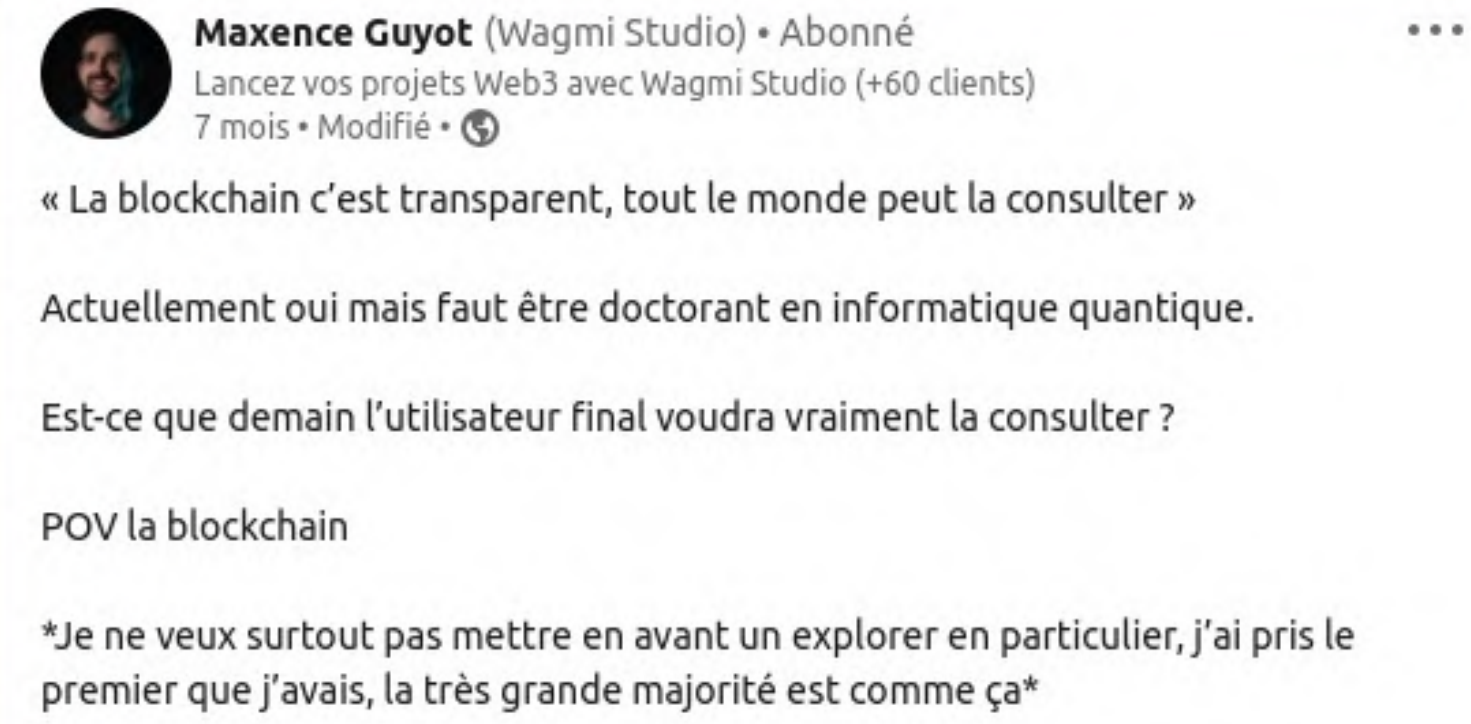 Maxence Guyot (Wagmi Studio) • Abonné
Lancez vos projets Web3 avec Wagmi Studio (+60 clients)
7 mois • Modifié •
« La blockchain c’est transparent, tout le monde peut la consulter »
Actuellement oui mais faut être doctorant en informatique quantique.
Est-ce que demain l’utilisateur final voudra vraiment la consulter ?
POV la blockchain
*Je ne veux surtout pas mettre en avant un explorer en particulier, j’ai pris le
premier que j’avais, la très grande majorité est comme ça*